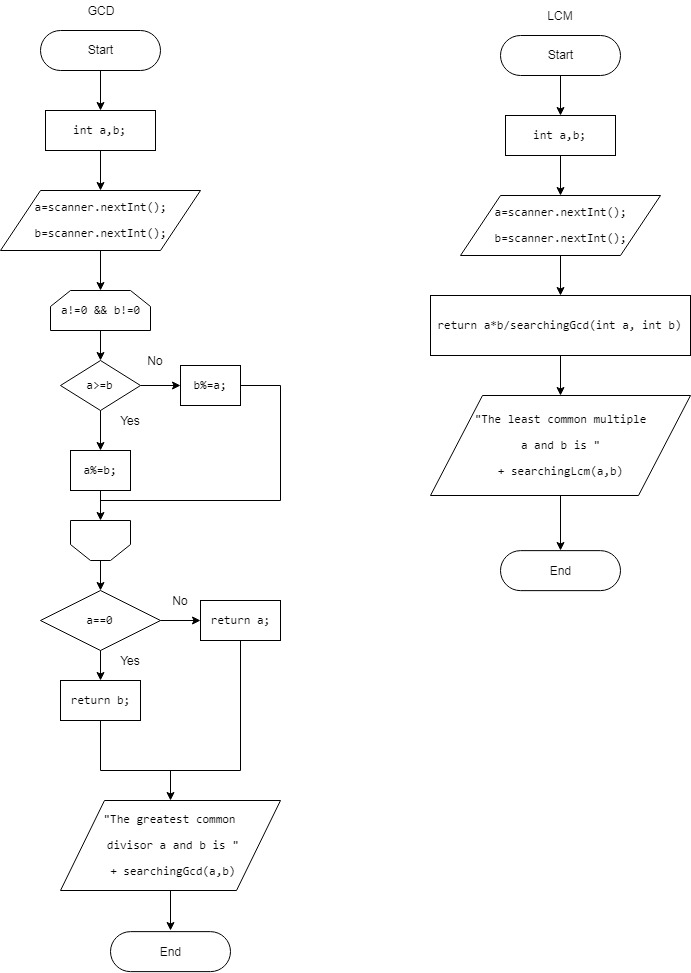 GCD
Start
int a,b;
a=scanner.nextInt();
b=scanner.nextInt();
a!=0 && b!=0
a>=b
No
b%=a;
Yes
a%=b;
a==0
No
return a;
Yes
return b;
"The greatest common
divisor a and b is "
+ searchingGcd(a,b)
End
LCM
Start
int a,b;
a=scanner.nextInt();
b=scanner.nextInt();
return a*b/searchingGcd(int a, int b)
"The least common multiple
a and b is "
+ searchingLcm(a,b)
End